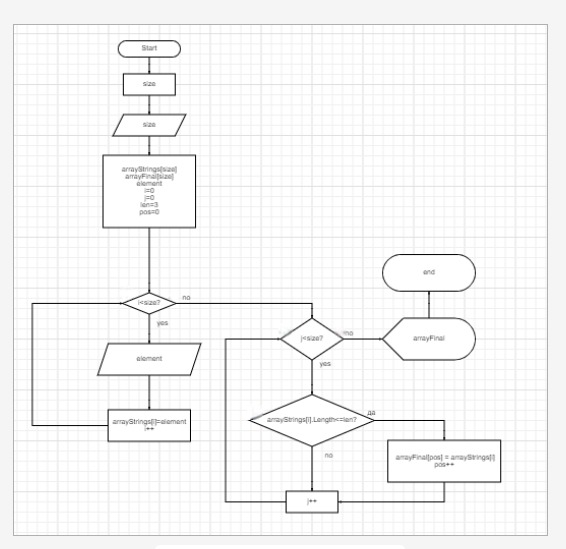 Start
size
size
arrayStrings[size]
arrayFinal[size]
element
i=0
j=0
len=3
pos=0
i<size?
no
yes
element
arrayStrings[i]=element
i++
j<size?
no
yes
arrayFinal
end
arrayStrings[i].Length<=len?
да
no
arrayFinal[pos] = arrayStrings[i]
pos++
j++